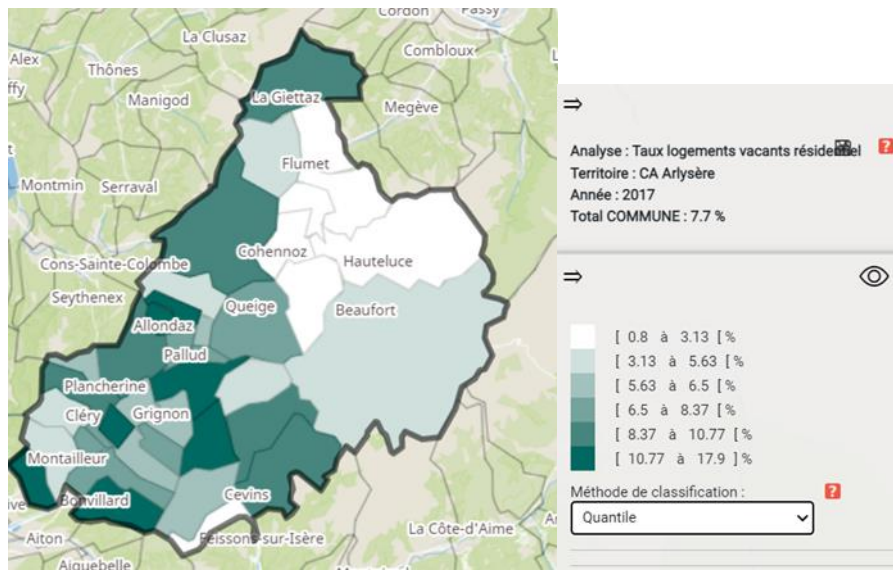 Cordon
Passy
La Clusaz
Alex
Combloux
Thônes
ffy
Manigod
La Giettaz
Megève
Flumet
Montmin
Serraval
Cohennoz
Cons-Sainte-Colombe
Hauteluce
Seythenex
Queige
Beaufort
Allondaz
Pallud
Plancherine
Cléry
Grignon
Montailleur
Cevins
Bonvillard
La Côte-d'Aime
Aiton
Feissons-sur-Isère
Aiguebelle
⇒
Analyse : Taux logements vacants résidentiel
?
Territoire : CA Arlysère
Année : 2017
Total COMMUNE : 7.7 %
⇒
[ 0.8 à 3.13 [ %
[ 3.13 à 5.63 [ %
[ 5.63 à 6.5 [ %
[ 6.5 à 8.37 [ %
[ 8.37 à 10.77 [ %
[ 10.77 à 17.9 ] %
Méthode de classification :
?
Quantile